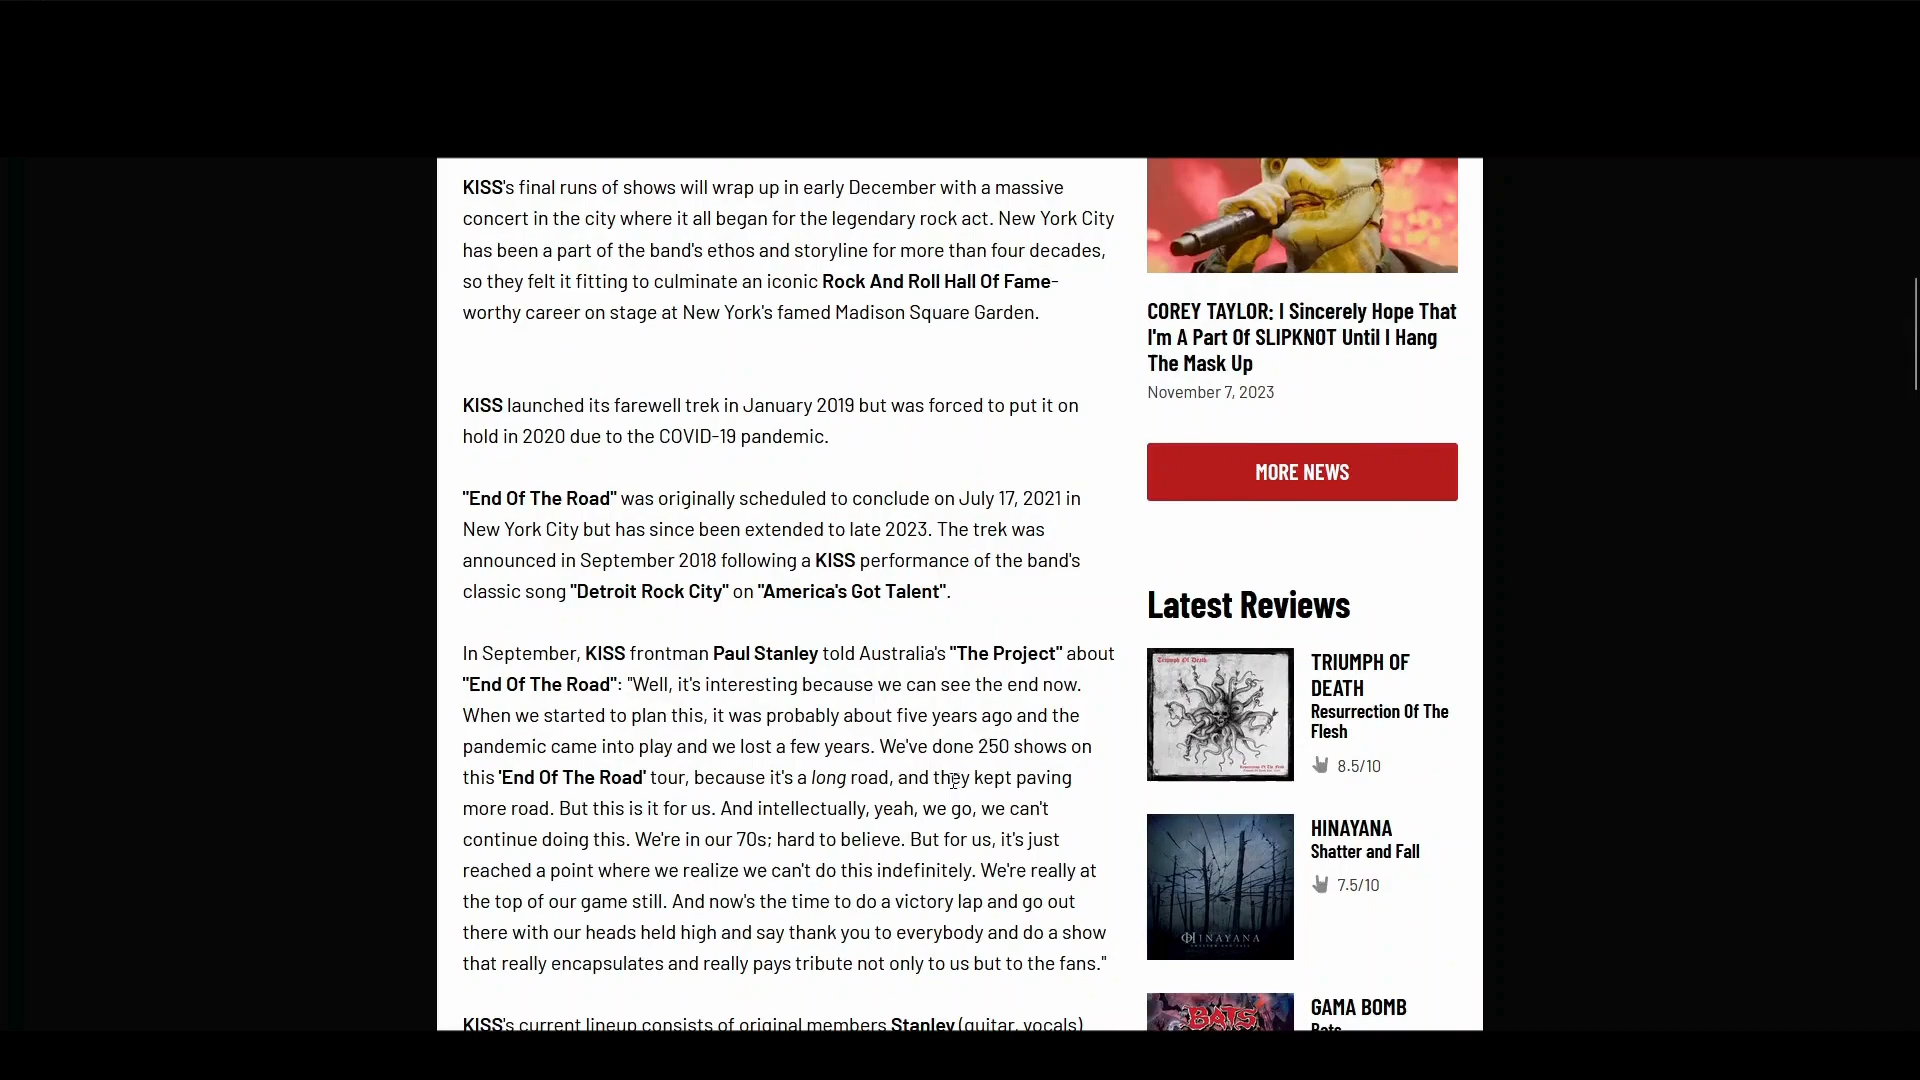 KISS's final runs of shows will wrap up in early December with a massive
concert in the city where it all began for the legendary rock act. New York City
has been a part of the band's ethos and storyline for more than four decades,
so they felt it fitting to culminate an iconic Rock And Roll Hall Of Fame-
worthy career on stage at New York's famed Madison Square Garden.
KISS launched its farewell trek in January 2019 but was forced to put it on
hold in 2020 due to the COVID-19 pandemic.
"End Of The Road" was originally scheduled to conclude on July 17, 2021 in
New York City but has since been extended to late 2023. The trek was
announced in September 2018 following a KISS performance of the band's
classic song "Detroit Rock City" on "America's Got Talent".
In September, KISS frontman Paul Stanley told Australia's "The Project" about
"End Of The Road": "Well, it's interesting because we can see the end now.
When we started to plan this, it was probably about five years ago and the
pandemic came into play and we lost a few years. We've done 250 shows on
this 'End Of The Road' tour, because it's a long road, and they kept paving
more road. But this is it for us. And intellectually, yeah, we go, we can't
continue doing this. We're in our 70s; hard to believe. But for us, it's just
reached a point where we realize we can't do this indefinitely. We're really at
the top of our game still. And now's the time to do a victory lap and go out
there with our heads held high and say thank you to everybody and do a show
that really encapsulates and really pays tribute not only to us but to the fans."
KISS's current lineup consists of original members Stanley (guitar, vocals)
COREY TAYLOR: I Sincerely Hope That
I'm A Part Of SLIPKNOT Until I Hang
The Mask Up
November 7, 2023
MORE NEWS
Latest Reviews
Triumph Of Death
TRIUMPH OF
DEATH
Resurrection Of The
Flesh
8.5/10
HINAYANA
HINAYANA
Shatter and Fall
7.5/10
BATS
GAMA BOMB
Bats